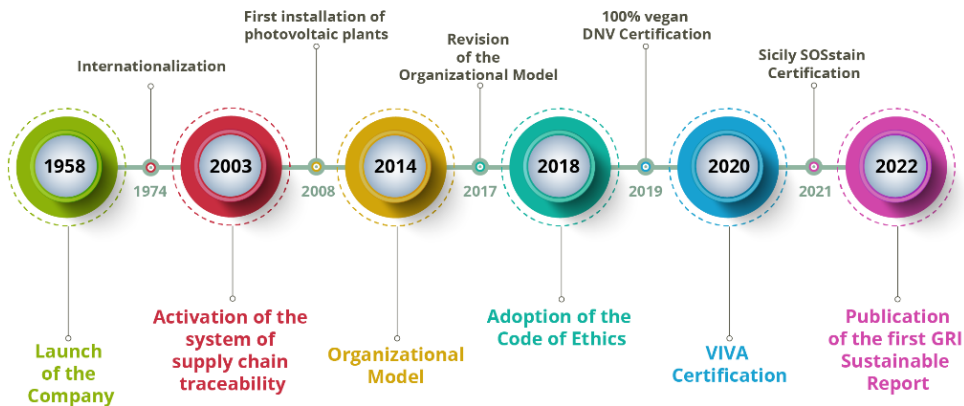 First installation of
photovoltaic plants
100% vegan
DNV Certification
Revision
of the
Organizational Model
Sicily SOSstain
Certification
Internationalization
1958
2003
2014
2018
2020
2022
1974
2008
2017
2019
2021
Launch
of the
Company
Activation of the
system of
supply chain
traceability
Organizational
Model
Adoption of the
Code of Ethics
VIVA
Certification
Publication
of the first GRI
Sustainable
Report